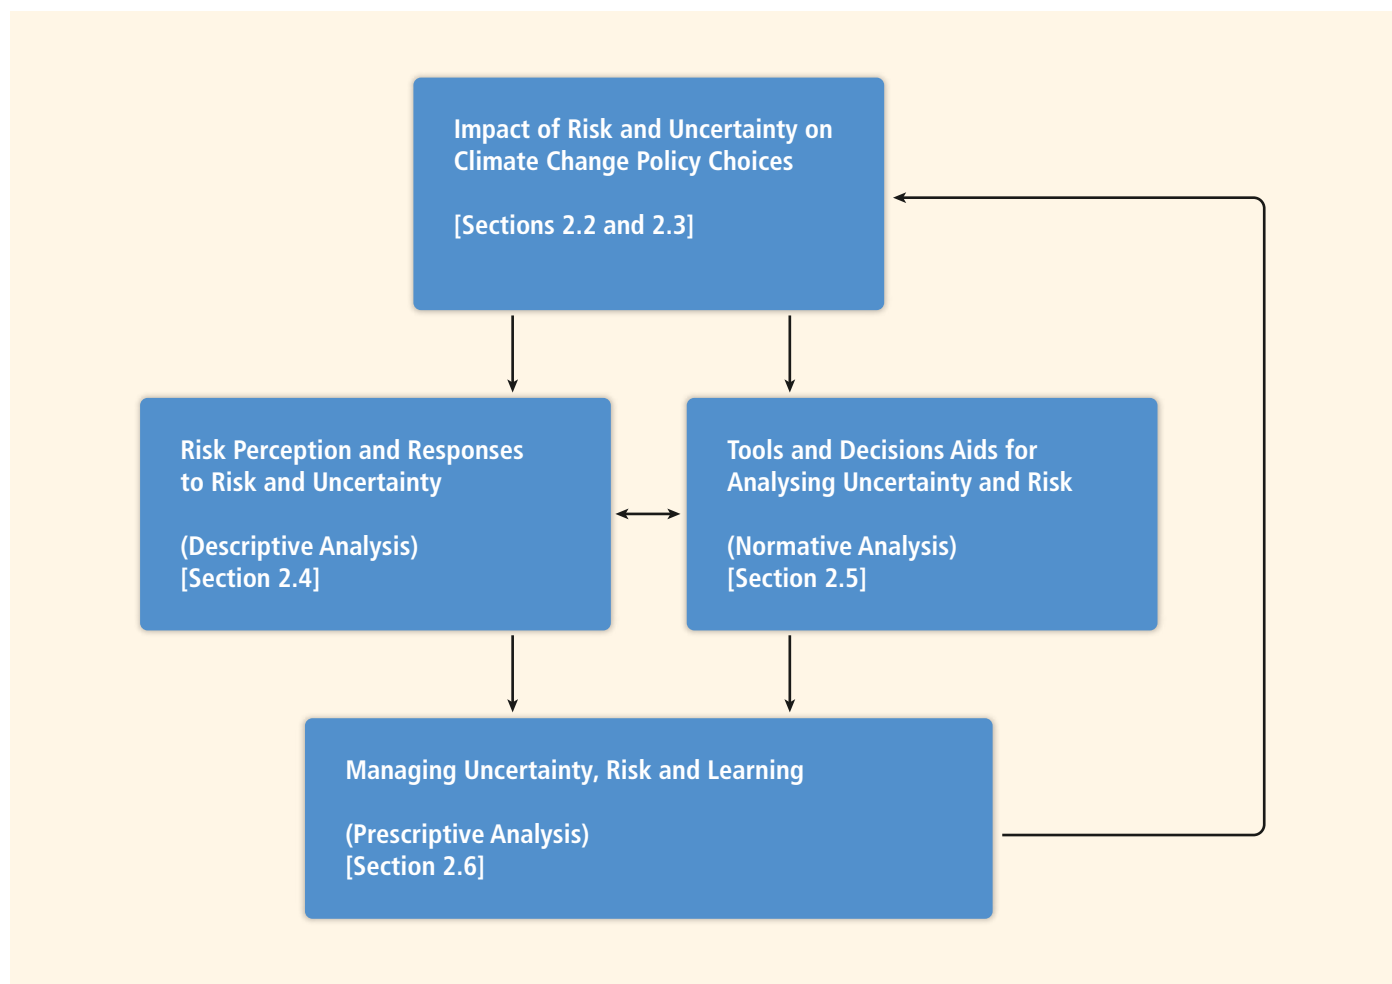 Impact of Risk and Uncertainty on
Climate Change Policy Choices
[Sections 2.2 and 2.3]
Risk Perception and Responses
to Risk and Uncertainty
(Descriptive Analysis)
[Section 2.4]
Tools and Decisions Aids for
Analysing Uncertainty and Risk
(Normative Analysis)
[Section 2.5]
Managing Uncertainty, Risk and Learning
(Prescriptive Analysis)
[Section 2.6]